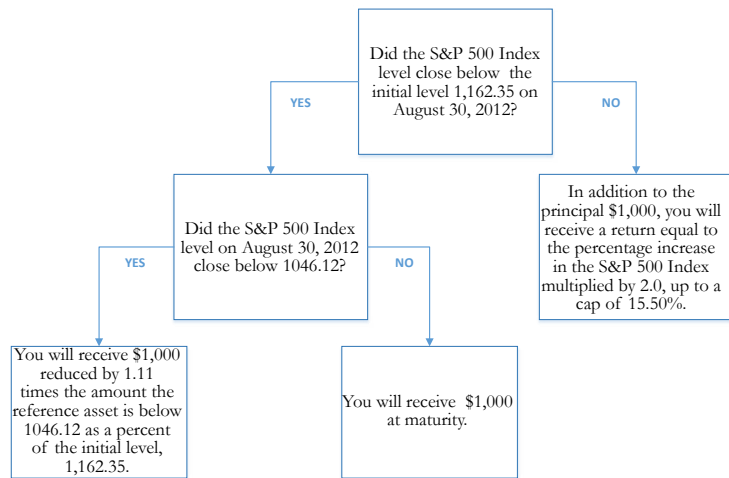 Did the S&P 500 Index
level close below the
initial level 1,162.35 on
August 30, 2012?
YES
NO
Did the S&P 500 Index
level on August 30, 2012
close below 1046.12?
In addition to the
principal $1,000, you will
receive a return equal to
the percentage increase
in the S&P 500 Index
multiplied by 2.0, up to a
cap of 15.50%.
YES
NO
You will receive $1,000
reduced by 1.11
times the amount the
reference asset is below
1046.12 as a percent
of the initial level,
1,162.35.
You will receive $1,000
at maturity.